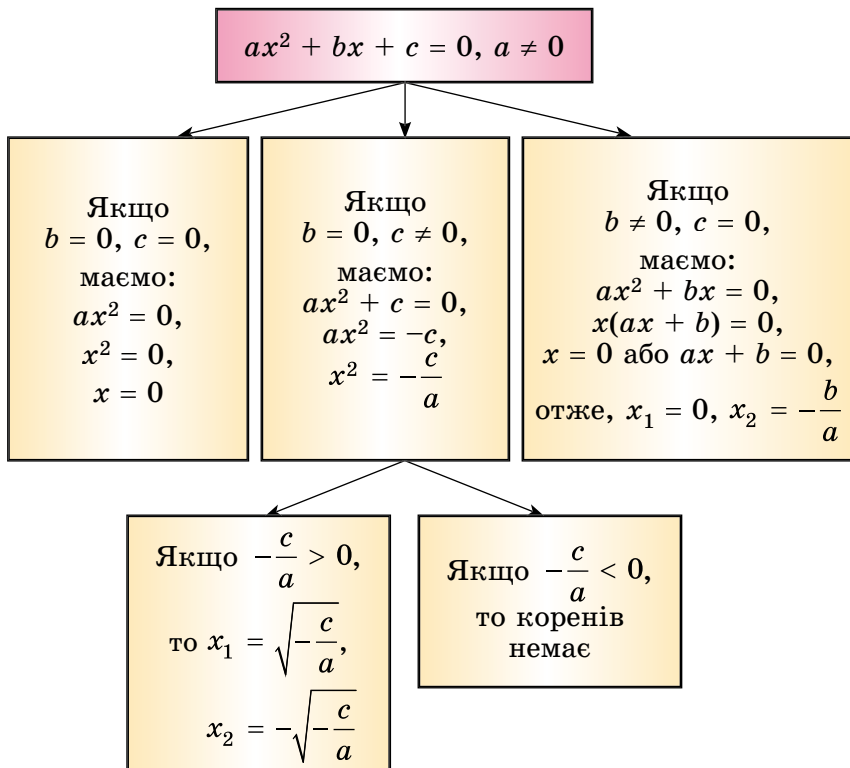 ax² + bx + c = 0, a ≠ 0
Якщо
b = 0, c = 0,
маємо:
ax² = 0,
x² = 0,
x = 0
Якщо
b = 0, c ≠ 0,
маємо:
ax² + c = 0,
ax² = –c,
x² = –c/a
Якщо
b ≠ 0, c = 0,
маємо:
ax² + bx = 0,
x(ax + b) = 0,
x = 0 або ax + b = 0,
отже, x₁ = 0, x₂ = –b/a
Якщо –c/a > 0,
то x₁ = √(–c/a),
x₂ = –√(–c/a)
Якщо –c/a < 0,
то коренів
немає